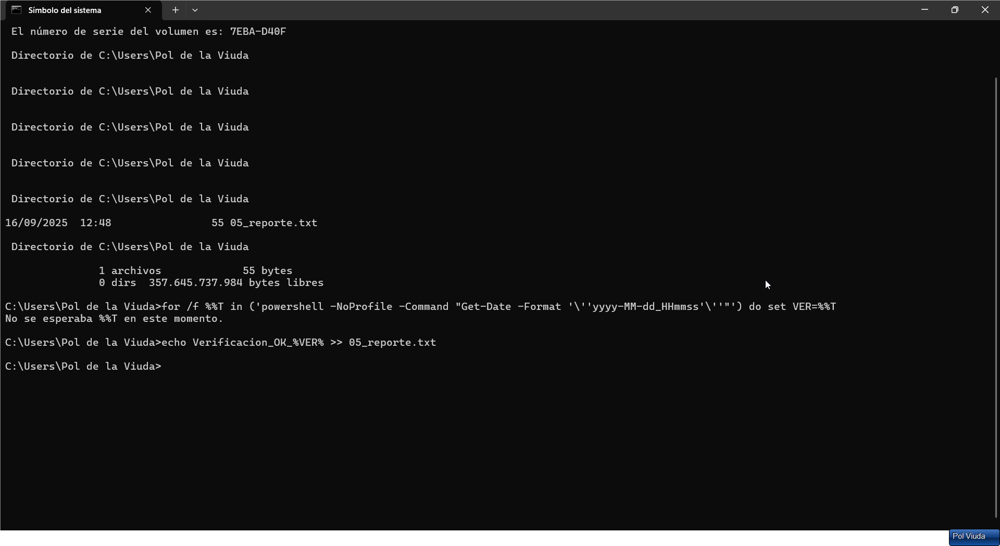 Símbolo del sistema
El número de serie del volumen es: 7EBA-D40F
Directorio de C:\Users\Pol de la Viuda
Directorio de C:\Users\Pol de la Viuda
Directorio de C:\Users\Pol de la Viuda
Directorio de C:\Users\Pol de la Viuda
Directorio de C:\Users\Pol de la Viuda
16/09/2025  12:48                55 05_reporte.txt
Directorio de C:\Users\Pol de la Viuda
1 archivos             55 bytes
0 dirs  357.645.737.984 bytes libres
C:\Users\Pol de la Viuda>for /f %%T in ('powershell -NoProfile -Command "Get-Date -Format '\''yyyy-MM-dd_HHmmss'\''"') do set VER=%%T
No se esperaba %%T en este momento.
C:\Users\Pol de la Viuda>echo Verificacion_OK_%VER% >> 05_reporte.txt
C:\Users\Pol de la Viuda>
Pol Viuda